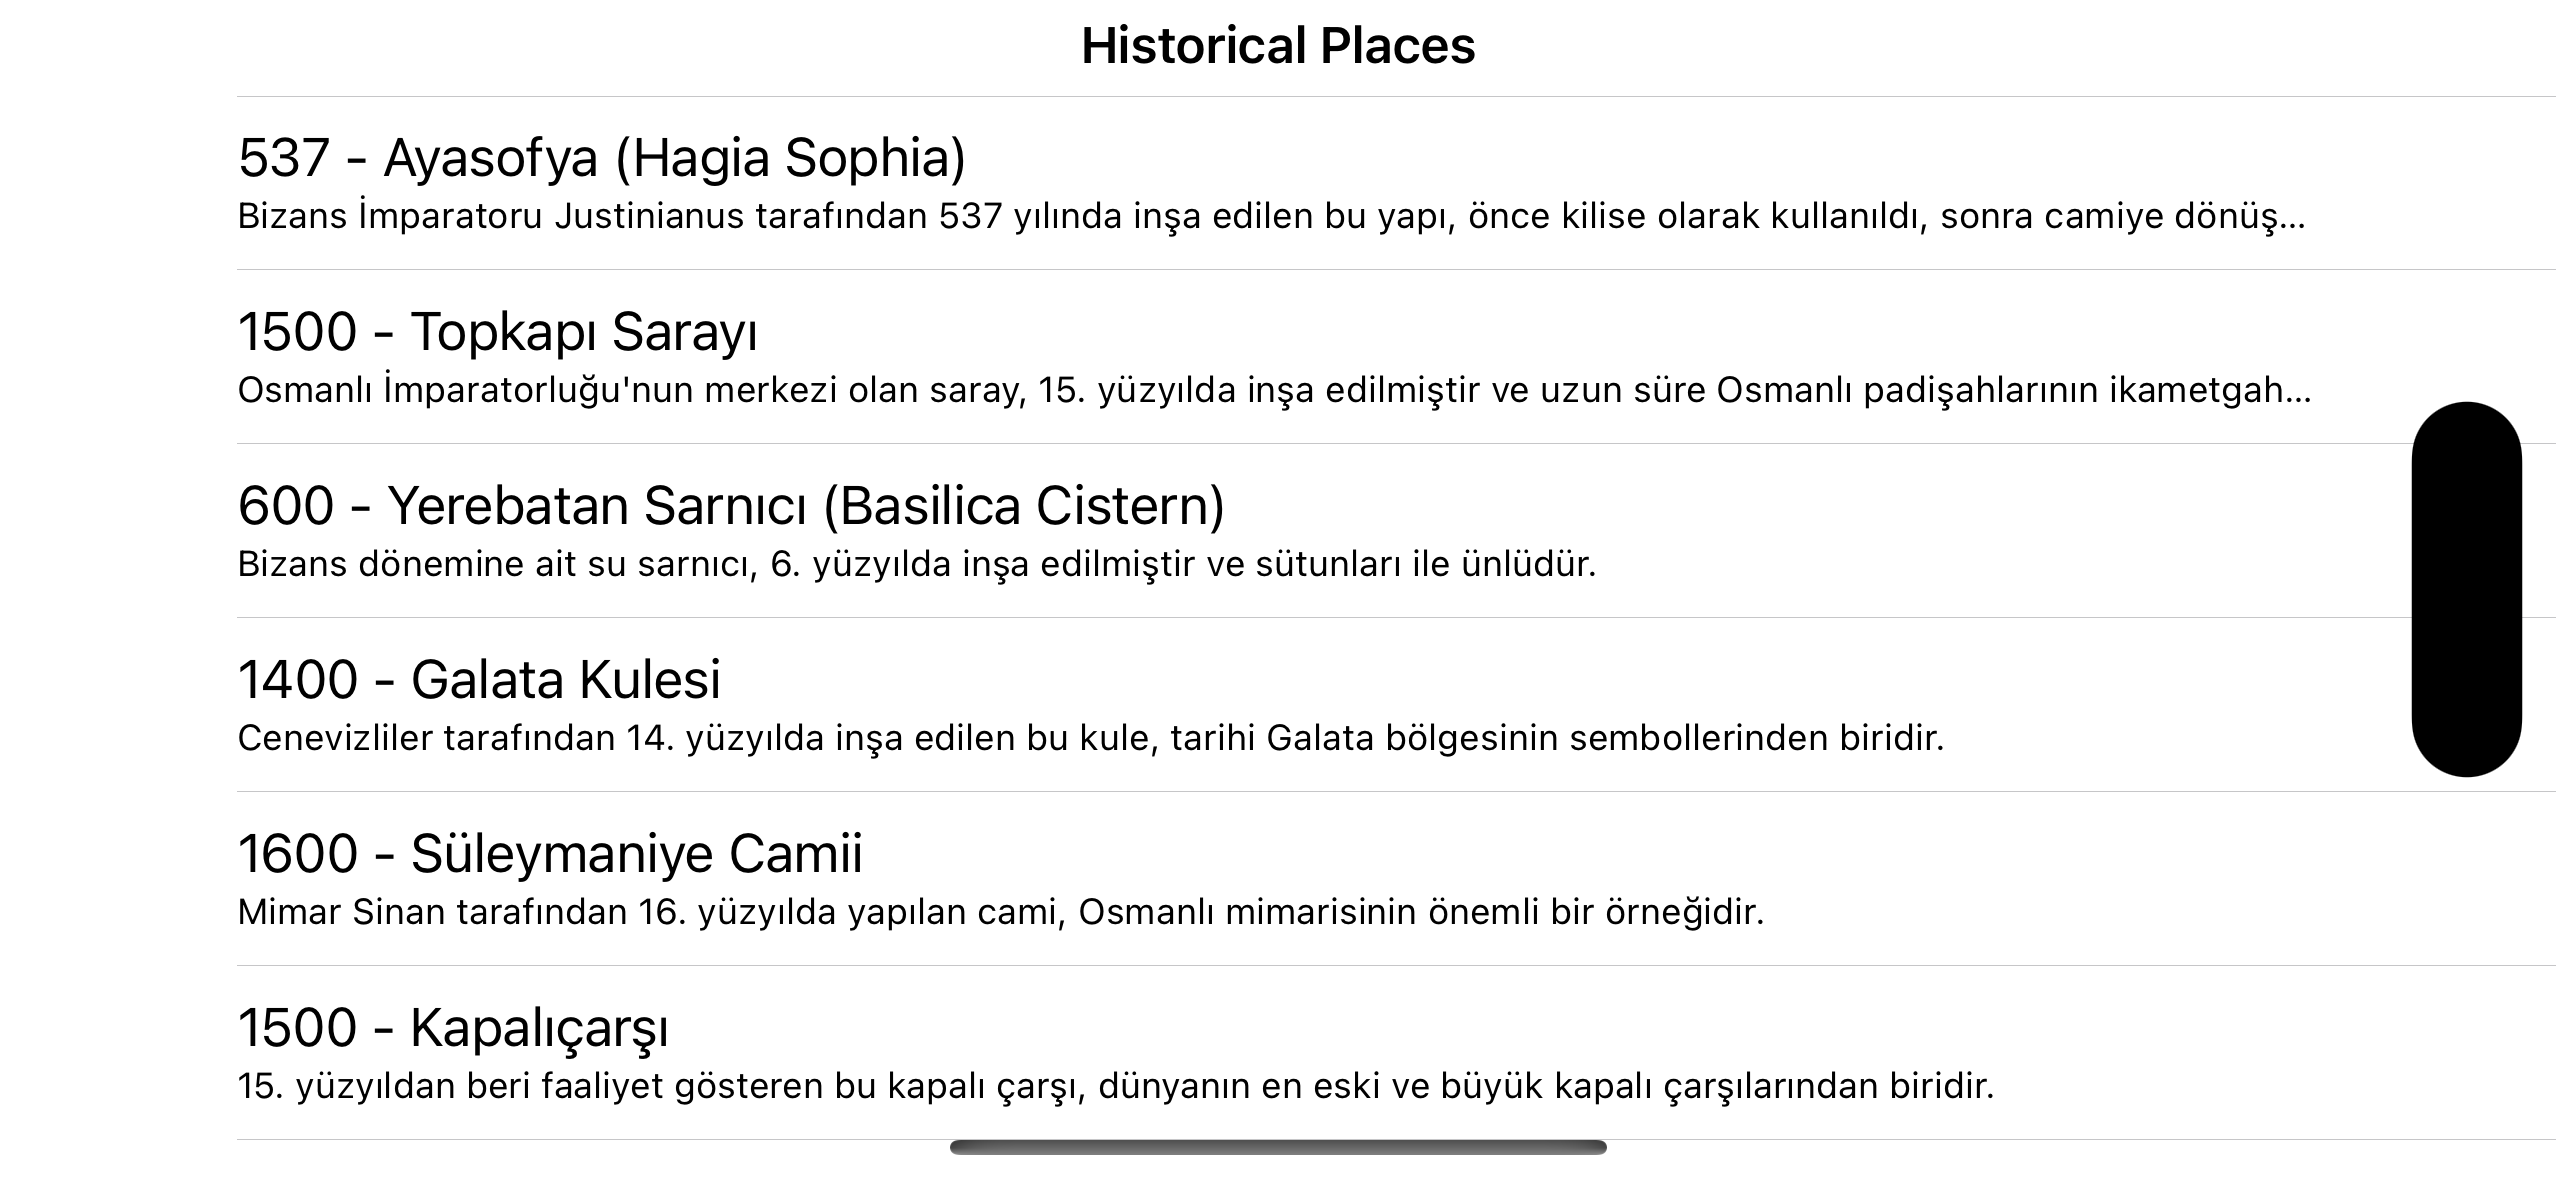 Historical Places
537 - Ayasofya (Hagia Sophia)
Bizans İmparatoru Justinianus tarafından 537 yılında inşa edilen bu yapı, önce kilise olarak kullanıldı, sonra camiye dönüş...
1500 - Topkapı Sarayı
Osmanlı İmparatorluğu'nun merkezi olan saray, 15. yüzyılda inşa edilmiştir ve uzun süre Osmanlı padişahlarının ikametgah...
600 - Yerebatan Sarnıcı (Basilica Cistern)
Bizans dönemine ait su sarnıcı, 6. yüzyılda inşa edilmiştir ve sütunları ile ünlüdür.
1400 - Galata Kulesi
Cenevizliler tarafından 14. yüzyılda inşa edilen bu kule, tarihi Galata bölgesinin sembollerinden biridir.
1600 - Süleymaniye Camii
Mimar Sinan tarafından 16. yüzyılda yapılan cami, Osmanlı mimarisinin önemli bir örneğidir.
1500 - Kapalıçarşı
15. yüzyıldan beri faaliyet gösteren bu kapalı çarşı, dünyanın en eski ve büyük kapalı çarşılarından biridir.